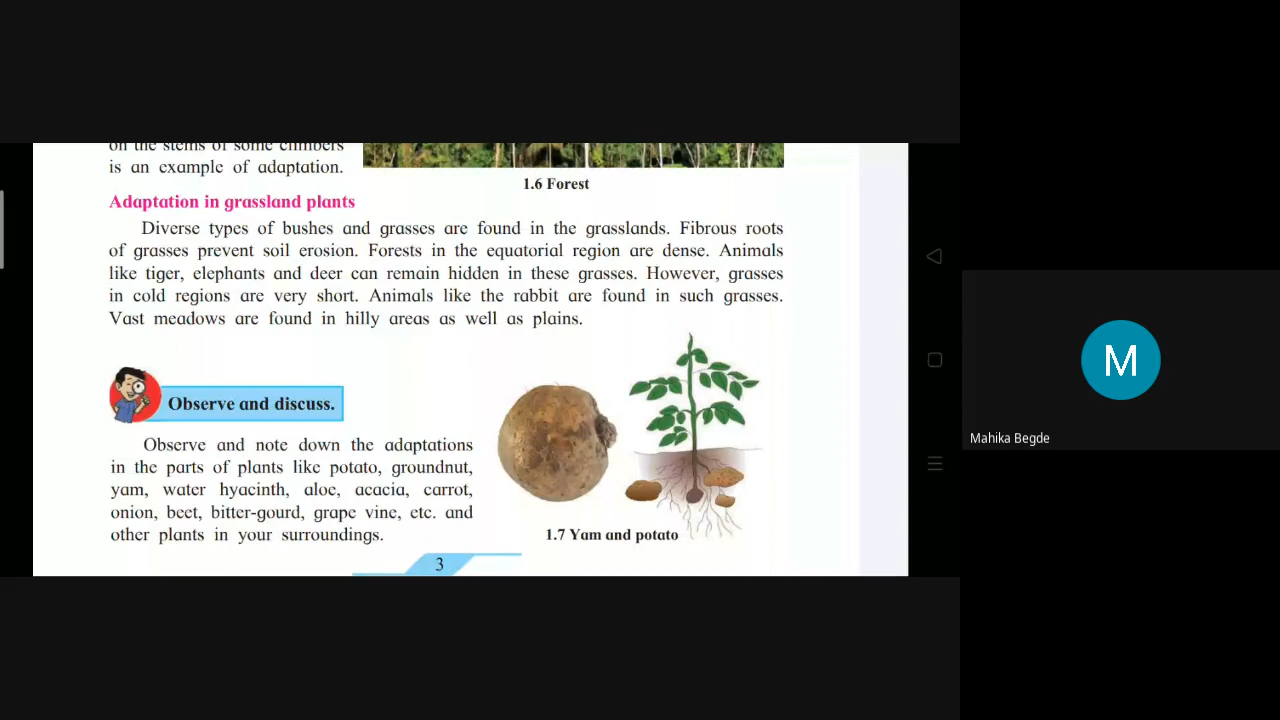 on the stems of some climbers
is an example of adaptation.
1.6 Forest
Adaptation in grassland plants
Diverse types of bushes and grasses are found in the grasslands. Fibrous roots
of grasses prevent soil erosion. Forests in the equatorial region are dense. Animals
like tiger, elephants and deer can remain hidden in these grasses. However, grasses
in cold regions are very short. Animals like the rabbit are found in such grasses.
Vast meadows are found in hilly areas as well as plains.
Observe and discuss.
Observe and note down the adaptations
in the parts of plants like potato, groundnut,
yam, water hyacinth, aloe, acacia, carrot,
onion, beet, bitter-gourd, grape vine, etc. and
other plants in your surroundings.
1.7 Yam and potato
3
M
Mahika Begde